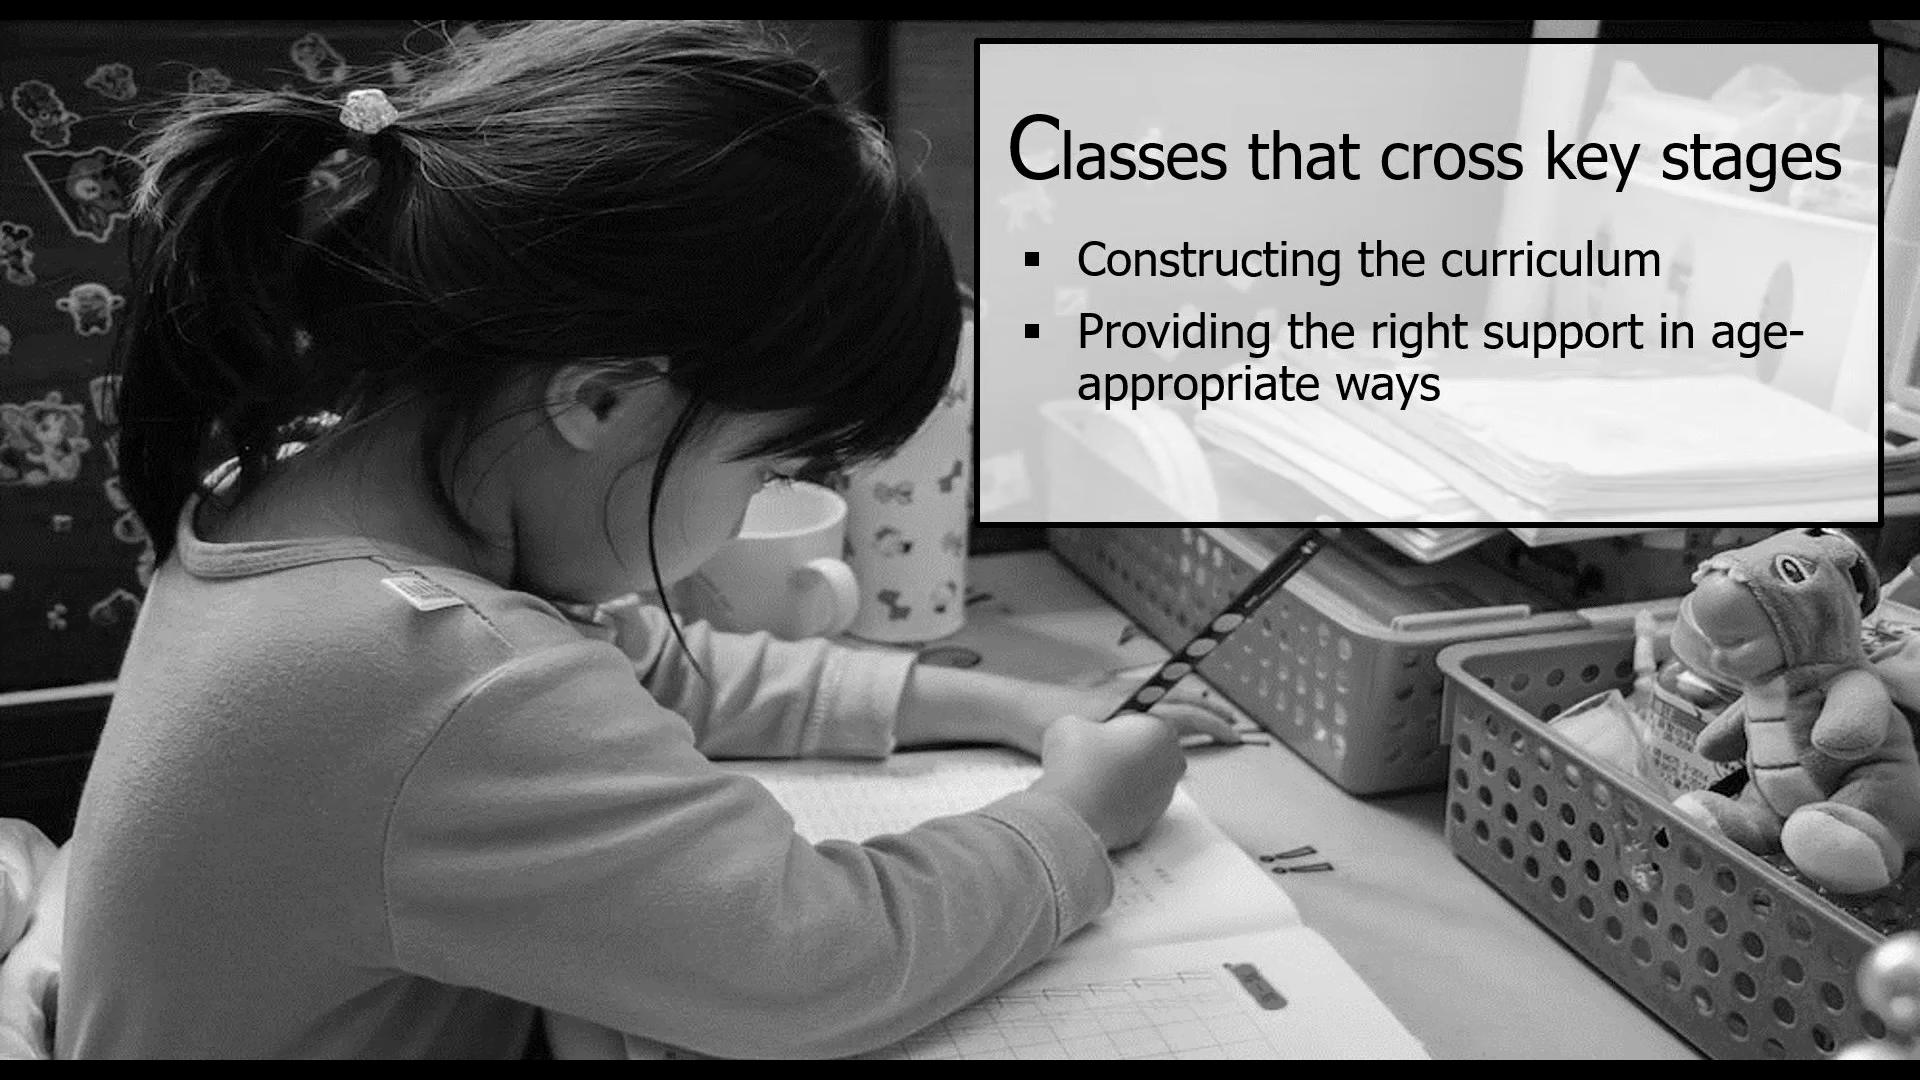 Classes that cross key stages
▪ Constructing the curriculum
▪ Providing the right support in age-
appropriate ways